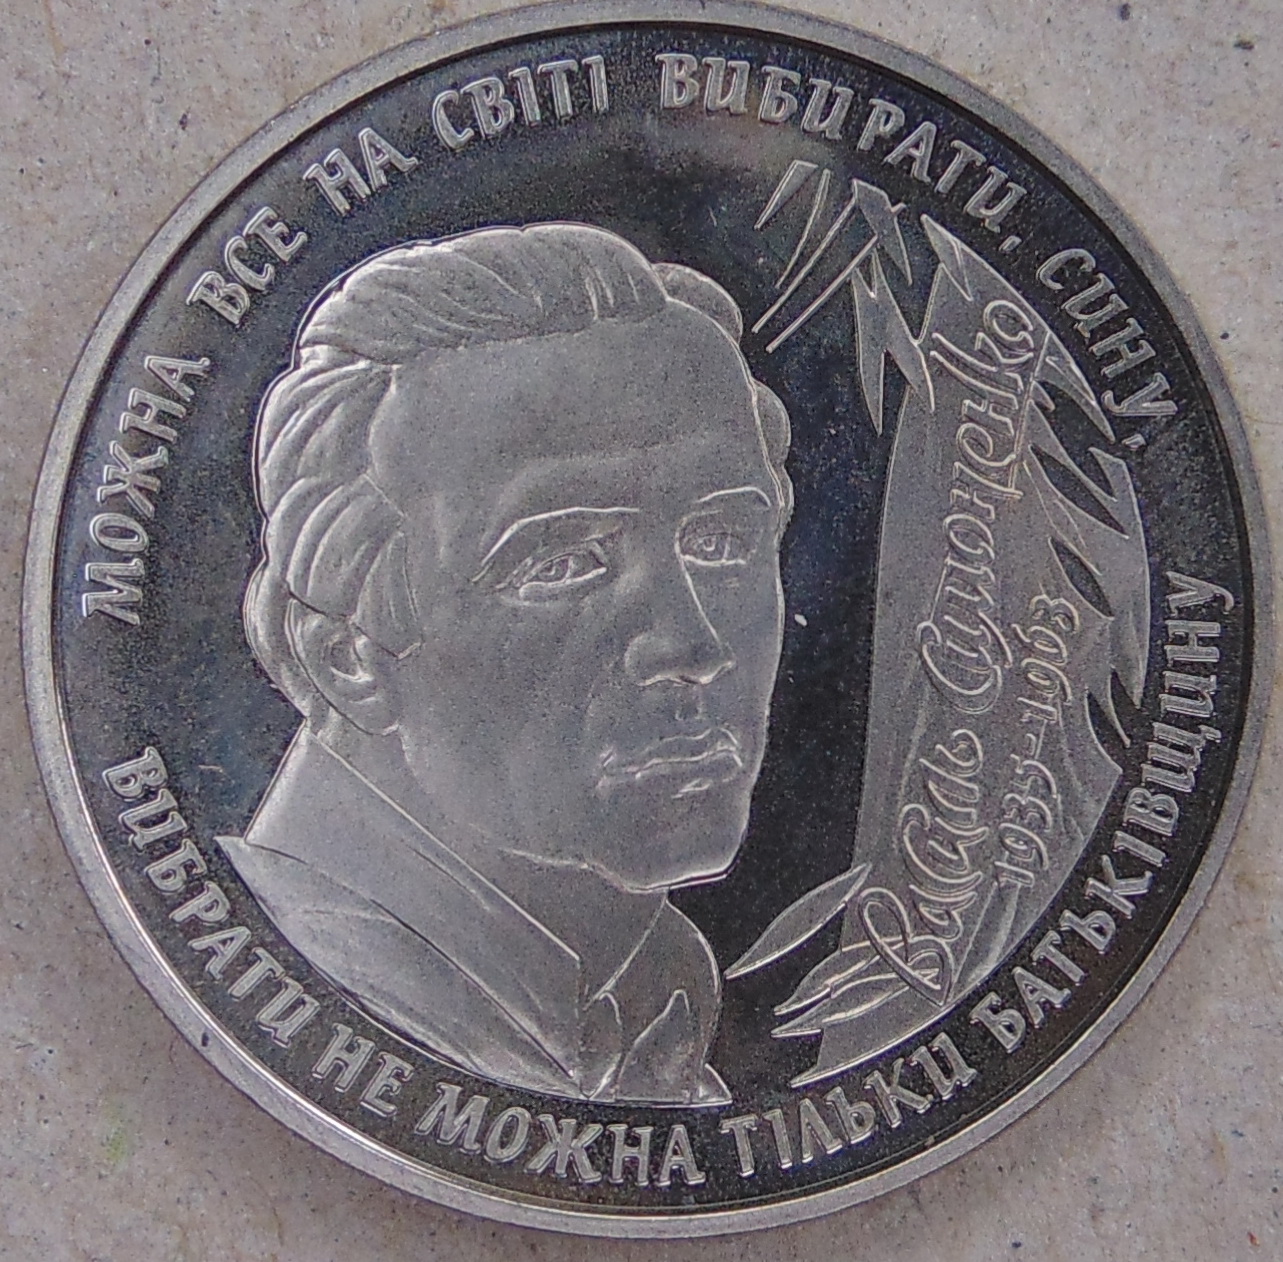 МОЖНА ВСЕ НА СВІТІ ВИБИРАТИ, СИНУ,
ВИБРАТИ НЕ МОЖНА ТІЛЬКИ БАТЬКІВЩИНУ
Василь Симоненко
1935-1963